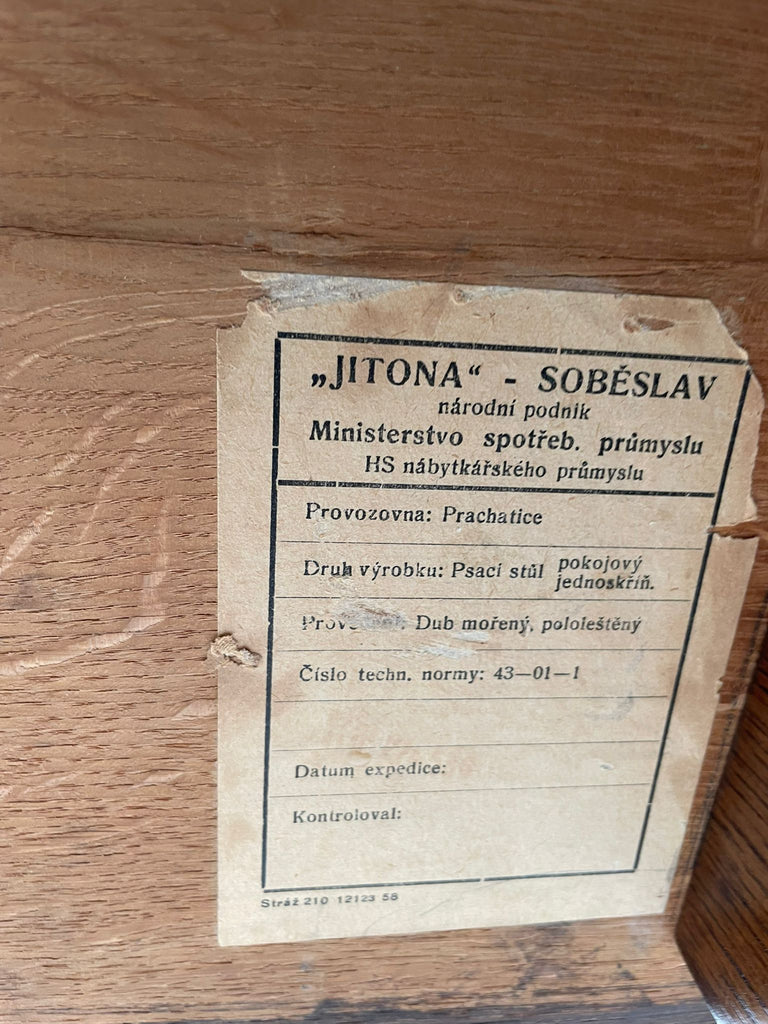 „JITONA“ - SOBĚSLAV
národní podnik
Ministerstvo spotřeb. průmyslu
HS nábytkářského průmyslu
Provozovna: Prachatice
Druh výrobku: Psací stůl pokojový jednoskříň.
Dub mořený, pololeštěný
Číslo techn. normy: 43—01—1
Datum expedice:
Kontroloval:
Stráž 210 12123 58